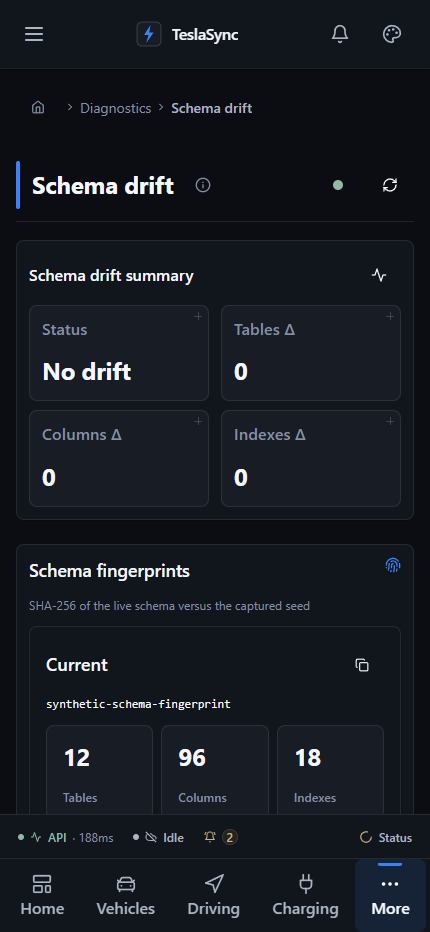 TeslaSync
Diagnostics Schema drift
Schema drift
Schema drift summary
Status
No drift
Tables Δ
0
Columns Δ
0
Indexes Δ
0
Schema fingerprints
SHA-256 of the live schema versus the captured seed
Current
synthetic-schema-fingerprint
12
Tables
96
Columns
18
Indexes
API · 188ms Idle 2 Status
Home Vehicles Driving Charging More